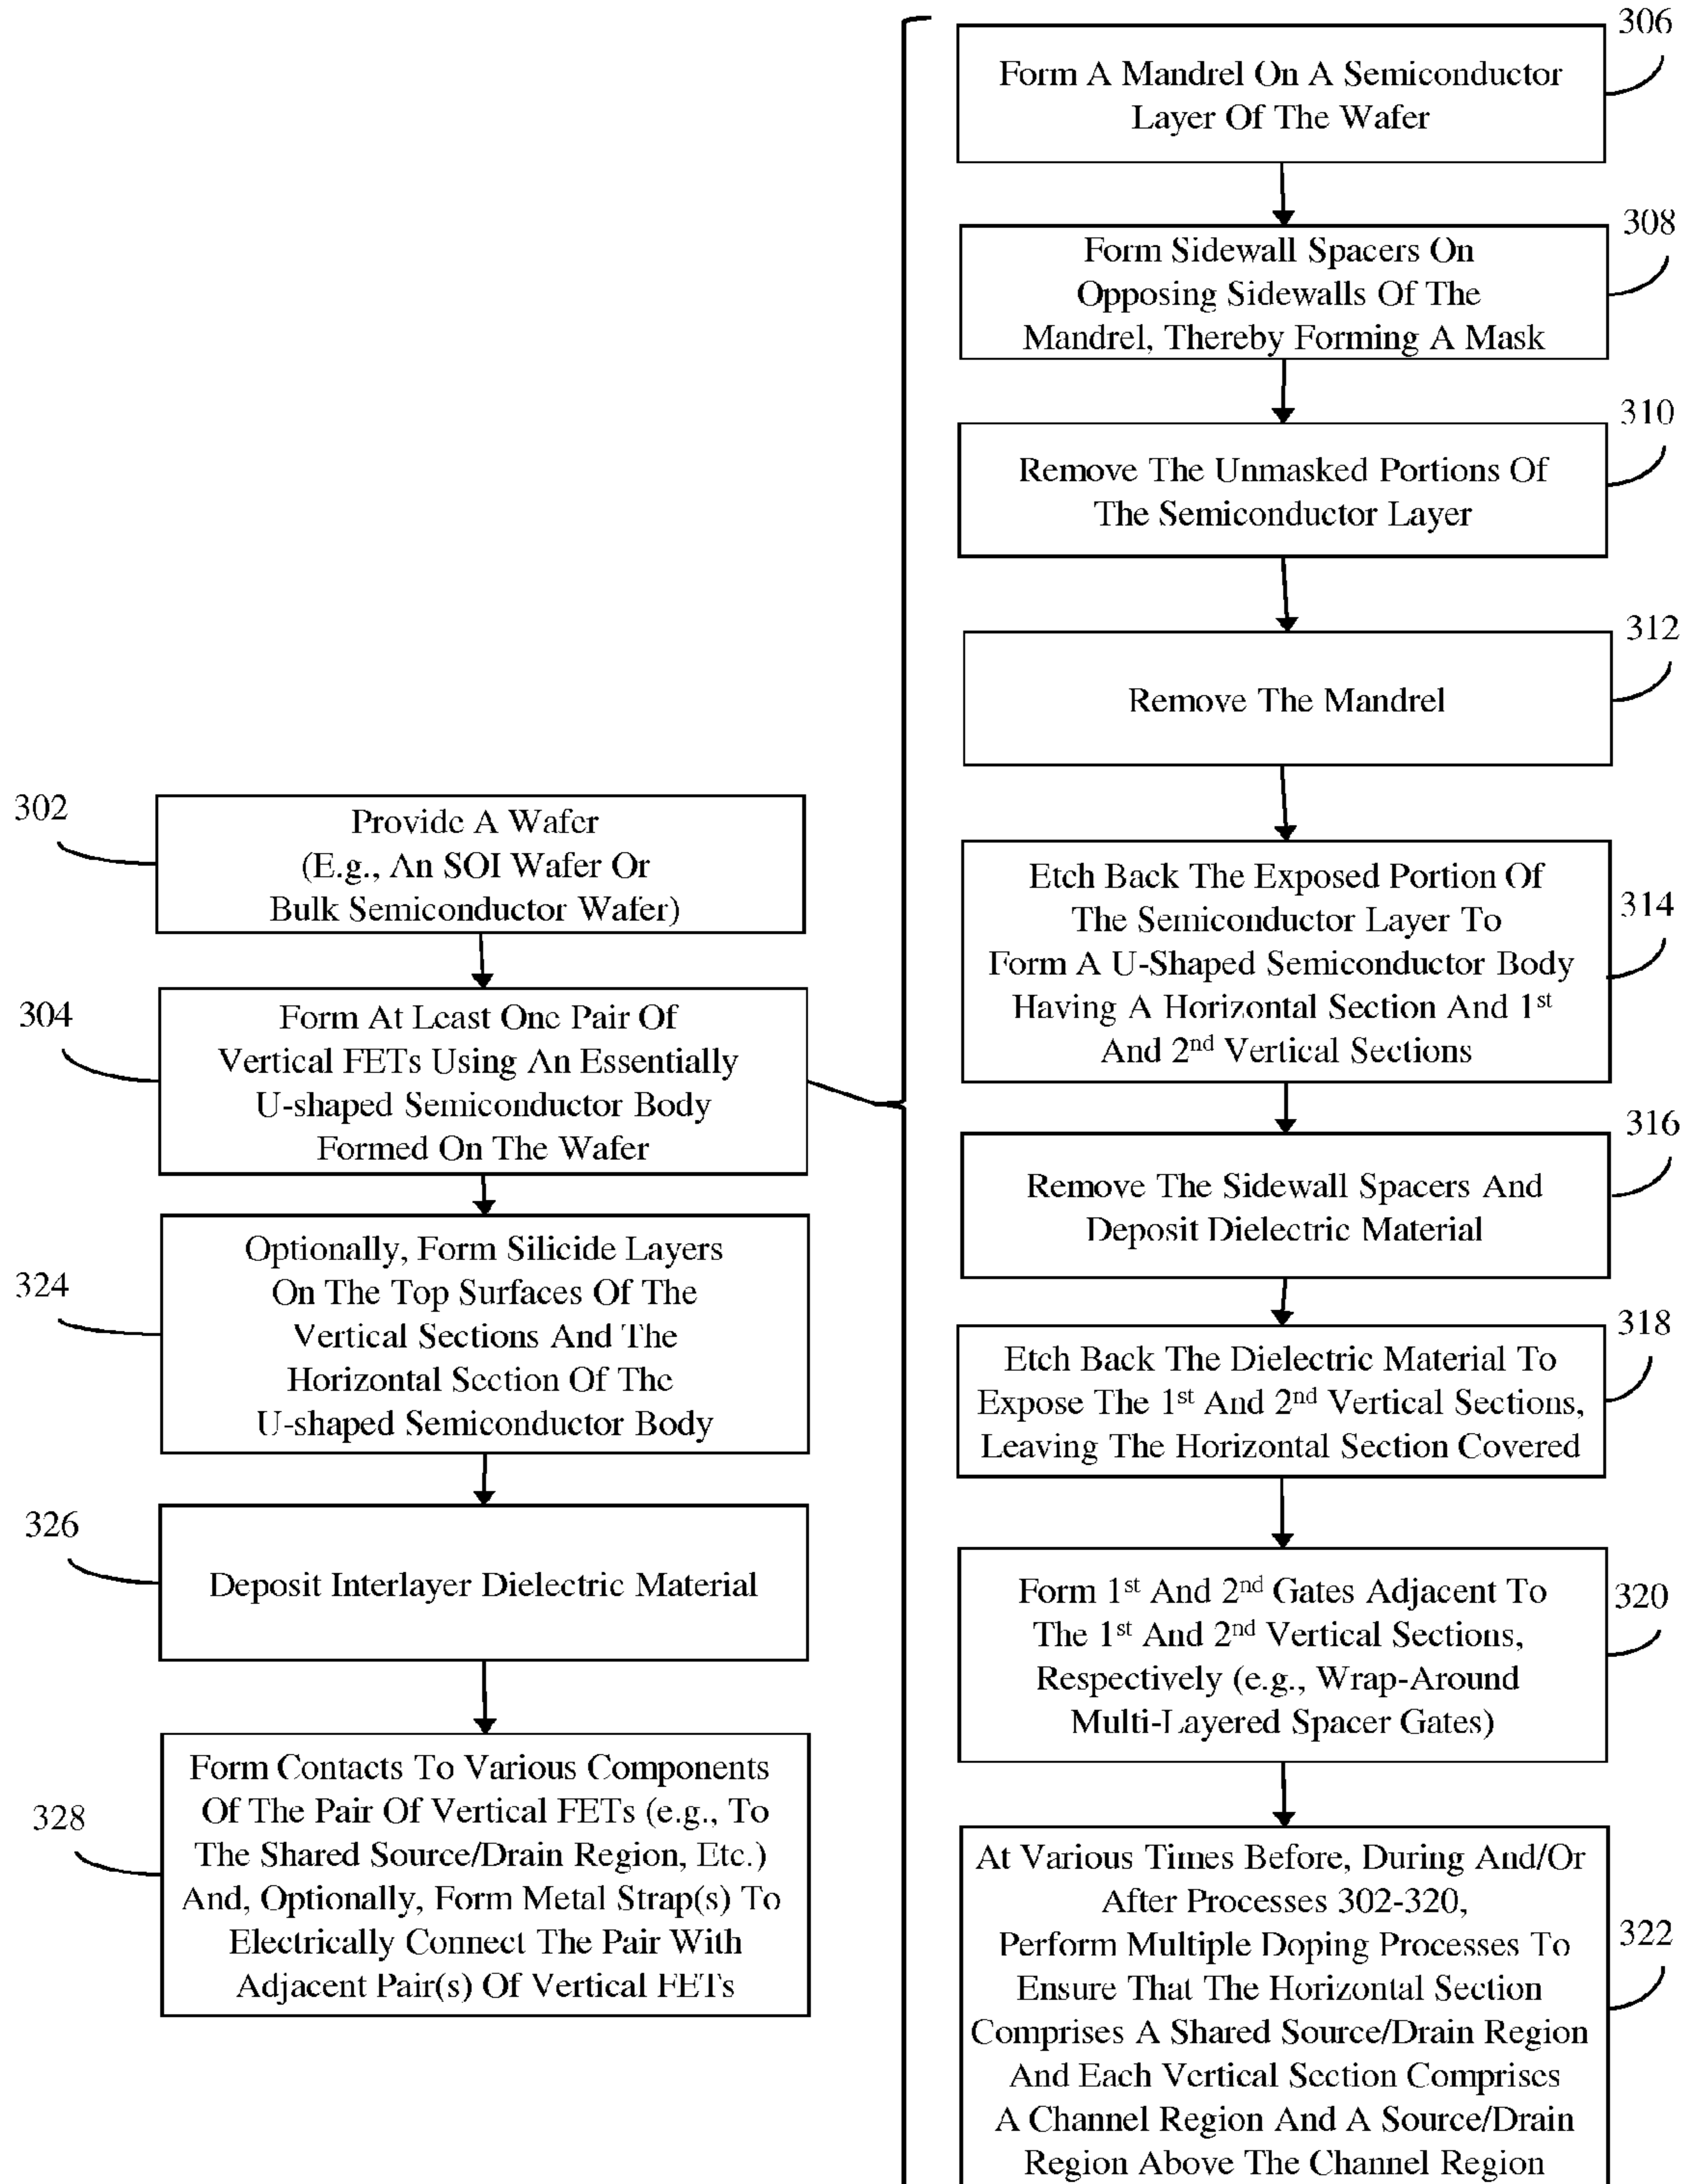 302
Provide A Wafer
(E.g., An SOI Wafer Or
Bulk Semiconductor Wafer)
304
Form At Least One Pair Of
Vertical FETs Using An Essentially
U-shaped Semiconductor Body
Formed On The Wafer
324
Optionally, Form Silicide Layers
On The Top Surfaces Of The
Vertical Sections And The
Horizontal Section Of The
U-shaped Semiconductor Body
326
Deposit Interlayer Dielectric Material
328
Form Contacts To Various Components
Of The Pair Of Vertical FETs (e.g., To
The Shared Source/Drain Region, Etc.)
And, Optionally, Form Metal Strap(s) To
Electrically Connect The Pair With
Adjacent Pair(s) Of Vertical FETs
306
Form A Mandrel On A Semiconductor
Layer Of The Wafer
308
Form Sidewall Spacers On
Opposing Sidewalls Of The
Mandrel, Thereby Forming A Mask
310
Remove The Unmasked Portions Of
The Semiconductor Layer
312
Remove The Mandrel
314
Etch Back The Exposed Portion Of
The Semiconductor Layer To
Form A U-Shaped Semiconductor Body
Having A Horizontal Section And 1st
And 2nd Vertical Sections
316
Remove The Sidewall Spacers And
Deposit Dielectric Material
318
Etch Back The Dielectric Material To
Expose The 1st And 2nd Vertical Sections,
Leaving The Horizontal Section Covered
320
Form 1st And 2nd Gates Adjacent To
The 1st And 2nd Vertical Sections,
Respectively (e.g., Wrap-Around
Multi-Layered Spacer Gates)
322
At Various Times Before, During And/Or
After Processes 302-320,
Perform Multiple Doping Processes To
Ensure That The Horizontal Section
Comprises A Shared Source/Drain Region
And Each Vertical Section Comprises
A Channel Region And A Source/Drain
Region Above The Channel Region